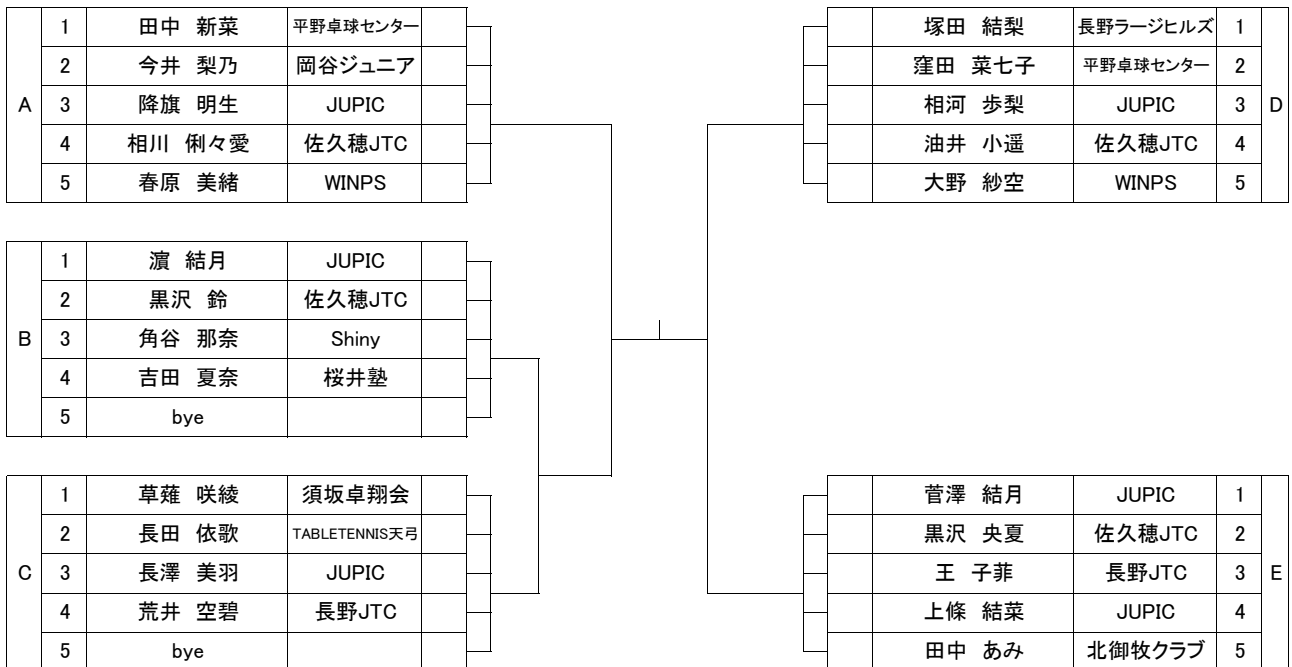 A
1 田中 新菜 平野卓球センター
2 今井 梨乃 岡谷ジュニア
3 降旗 明生 JUPIC
4 相川 俐々愛 佐久穂JTC
5 春原 美緒 WINPS
B
1 濵 結月 JUPIC
2 黒沢 鈴 佐久穂JTC
3 角谷 那奈 Shiny
4 吉田 夏奈 桜井塾
5 bye
C
1 草薙 咲綾 須坂卓翔会
2 長田 依歌 TABLETENNIS天弓
3 長澤 美羽 JUPIC
4 荒井 空碧 長野JTC
5 bye
塚田 結梨 長野ラージヒルズ 1
窪田 菜七子 平野卓球センター 2
相河 歩梨 JUPIC 3
油井 小遥 佐久穂JTC 4
大野 紗空 WINPS 5
D
菅澤 結月 JUPIC 1
黒沢 央夏 佐久穂JTC 2
王 子菲 長野JTC 3
上條 結菜 JUPIC 4
田中 あみ 北御牧クラブ 5
E